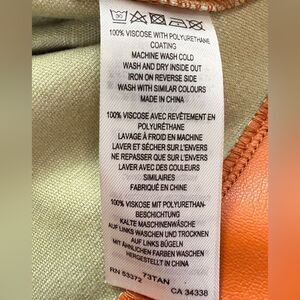 100% VISCOSE WITH POLYURETHANE
COATING
MACHINE WASH COLD
WASH AND DRY INSIDE OUT
IRON ON REVERSE SIDE
WASH WITH SIMILAR COLOURS
MADE IN CHINA
100% VISCOSE AVEC REVÊTEMENT EN
POLYURÉTHANE
LAVAGE À FROID EN MACHINE
LAVER ET SÉCHER SUR L'ENVERS
NE REPASSER QUE SUR L'ENVERS
LAVER AVEC DES COULEURS
SIMILAIRES
FABRIQUÉ EN CHINE
100% VISKOSE MIT POLYURETHAN-
BESCHICHTUNG
KALTE MASCHINENWÄSCHE
AUF LINKS WASCHEN UND TROCKNEN
AUF LINKS BÜGELN
MIT ÄHNLICHEN FARBEN WASCHEN
HERGESTELLT IN CHINA
73TAN
RN 63372 CA 34338